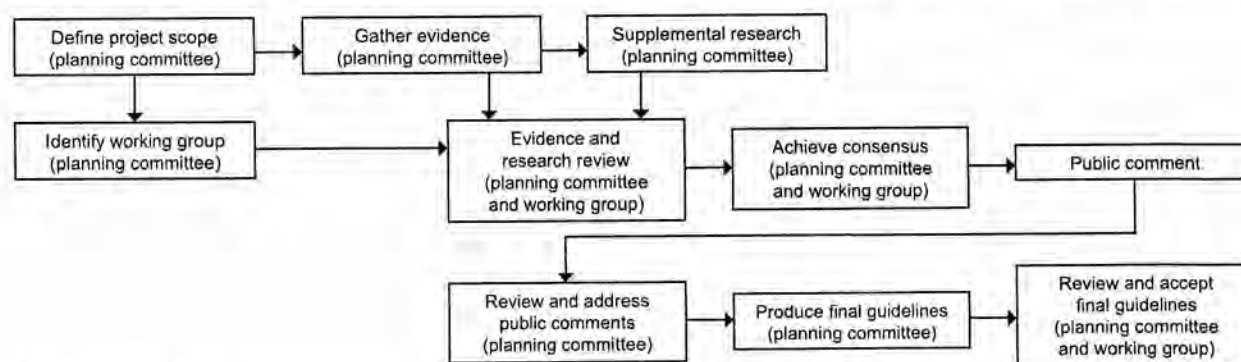 Define project scope
(planning committee)
Gather evidence
(planning committee)
Supplemental research
(planning committee)
Identify working group
(planning committee)
Evidence and
research review
(planning committee
and working group)
Achieve consensus
(planning committee
and working group)
Public comment
Review and address
public comments
(planning committee)
Produce final guidelines
(planning committee)
Review and accept
final guidelines
(planning committee
and working group)